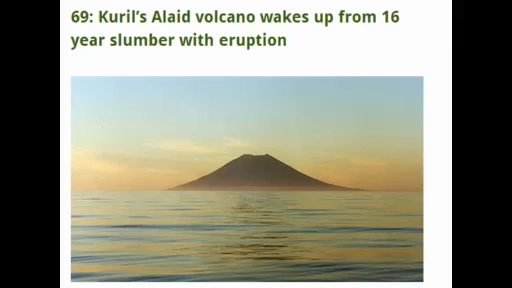 69: Kuril's Alaid volcano wakes up from 16
year slumber with eruption